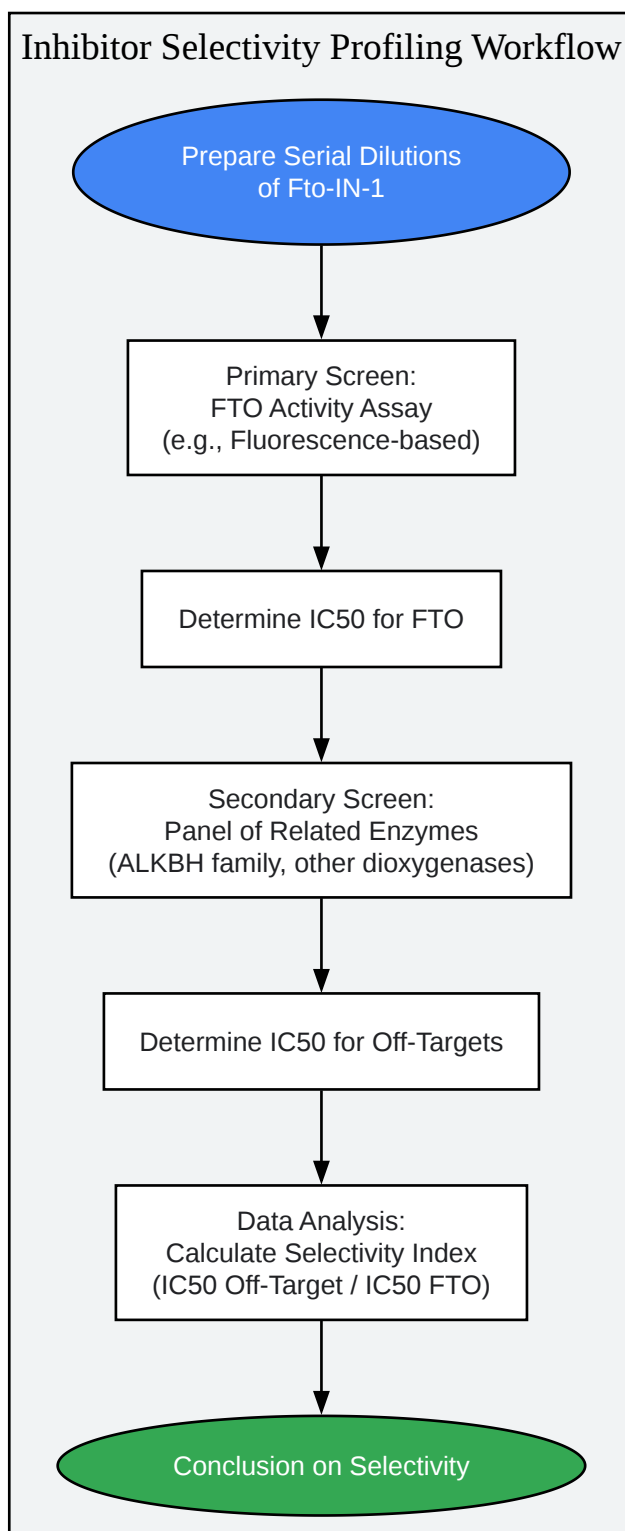 Inhibitor Selectivity Profiling Workflow
Prepare Serial Dilutions
of Fto-IN-1
Primary Screen:
FTO Activity Assay
(e.g., Fluorescence-based)
Determine IC50 for FTO
Secondary Screen:
Panel of Related Enzymes
(ALKBH family, other dioxygenases)
Determine IC50 for Off-Targets
Data Analysis:
Calculate Selectivity Index
(IC50 Off-Target / IC50 FTO)
Conclusion on Selectivity